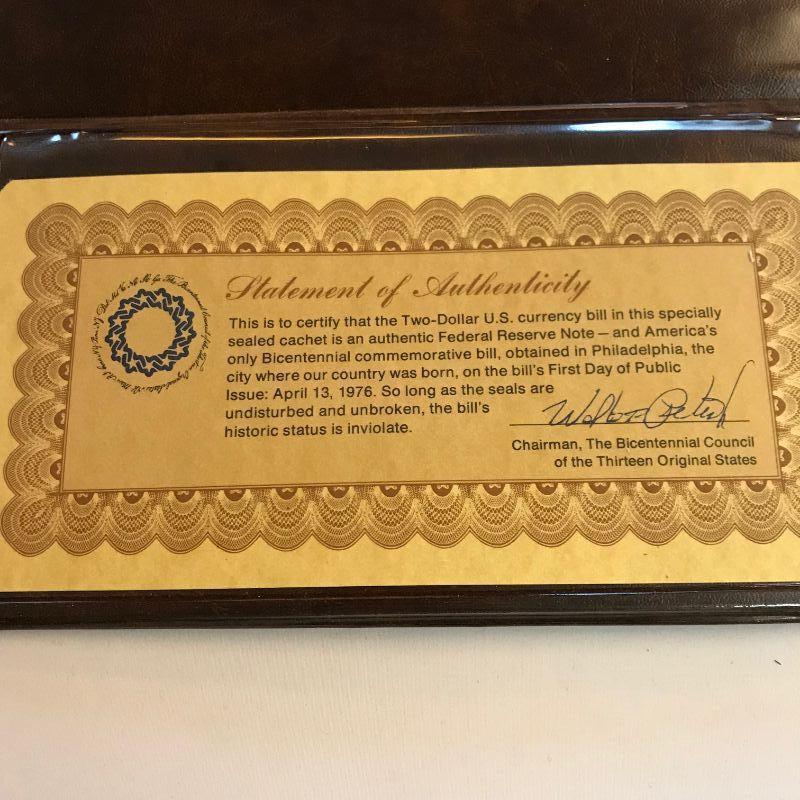 Statement of Authenticity
This is to certify that the Two-Dollar U.S. currency bill in this specially
sealed cachet is an authentic Federal Reserve Note — and America's
only Bicentennial commemorative bill, obtained in Philadelphia, the
city where our country was born, on the bill's First Day of Public
Issue: April 13, 1976. So long as the seals are
undisturbed and unbroken, the bill's
historic status is inviolate.
Chairman, The Bicentennial Council
of the Thirteen Original States